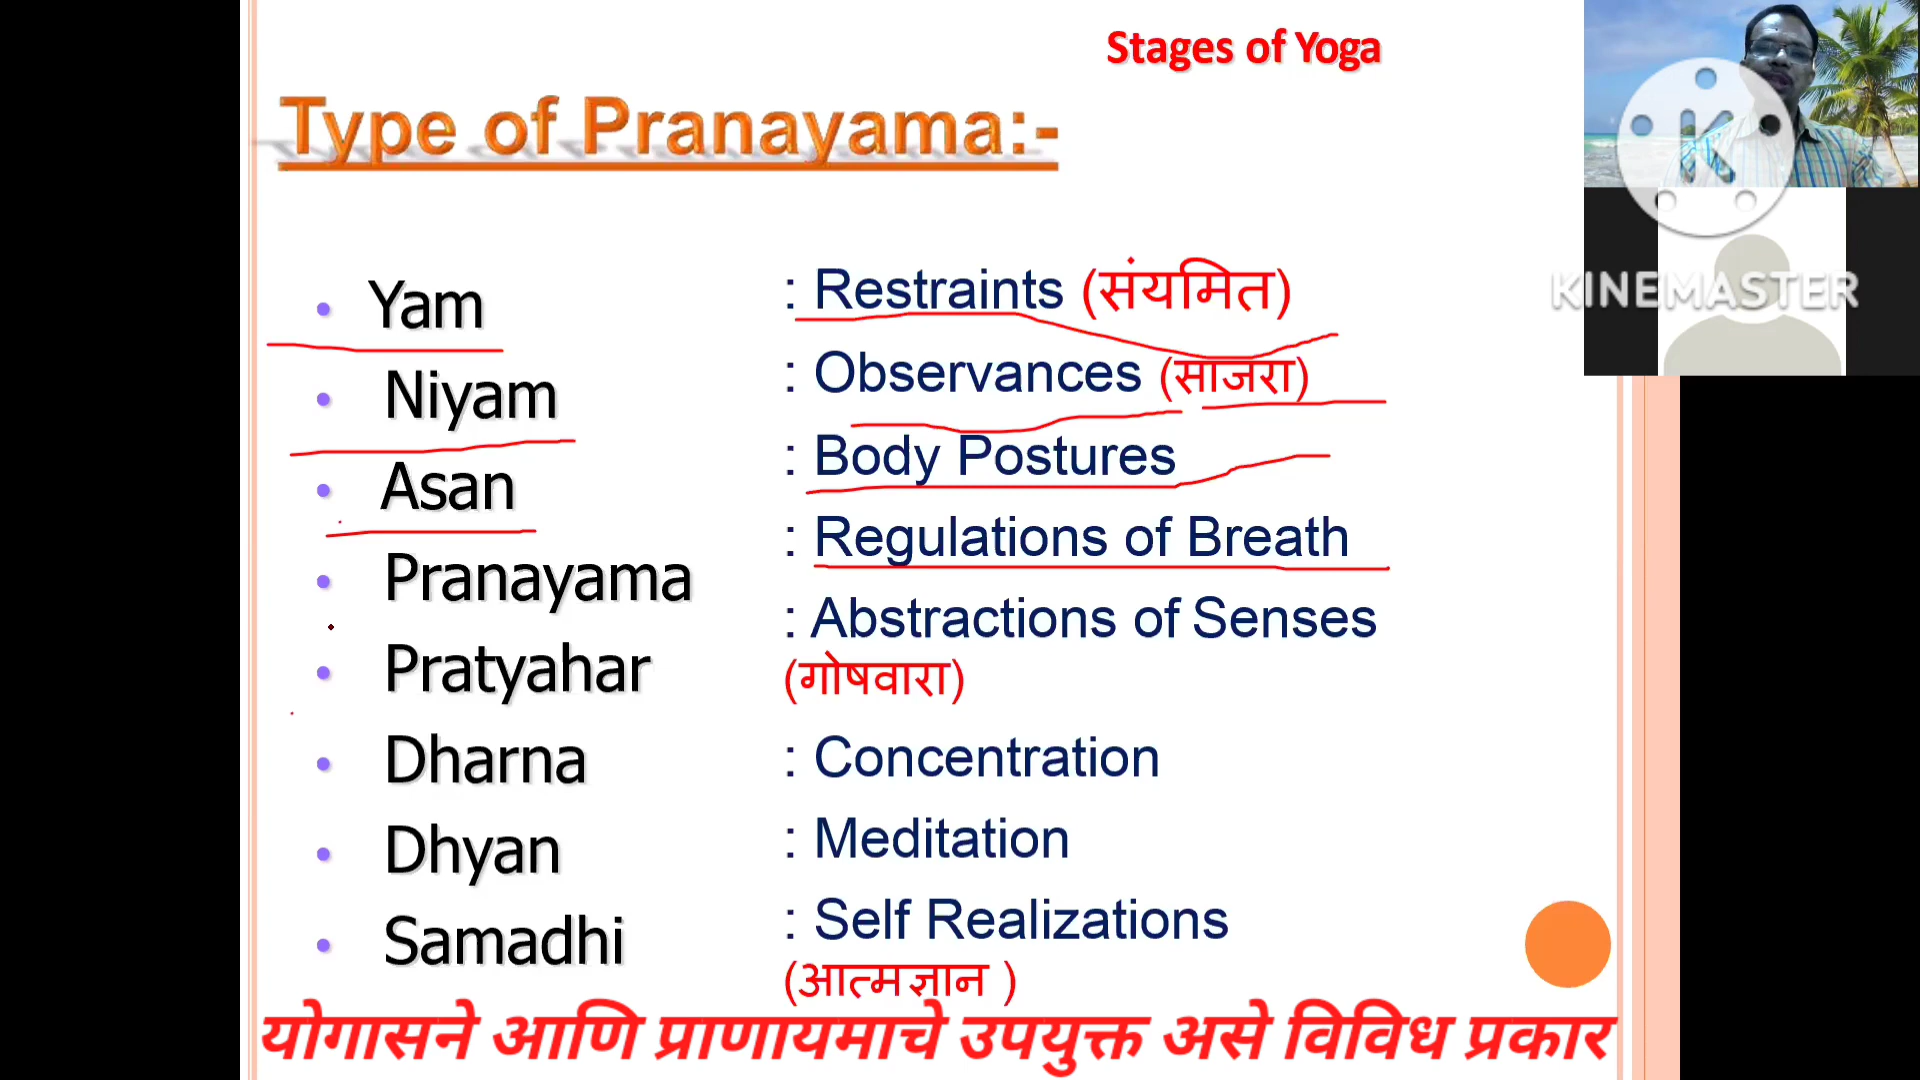 Stages of Yoga
Type of Pranayama:-
• Yam : Restraints (संयमित)
• Niyam : Observances (साजरा)
• Asan : Body Postures
• Pranayama : Regulations of Breath
• Pratyahar : Abstractions of Senses
(गोषवारा)
• Dharna : Concentration
• Dhyan : Meditation
• Samadhi : Self Realizations
(आत्मज्ञान )
योगासने आणि प्राणायमाचे उपयुक्त असे विविध प्रकार
K
KINEMASTER